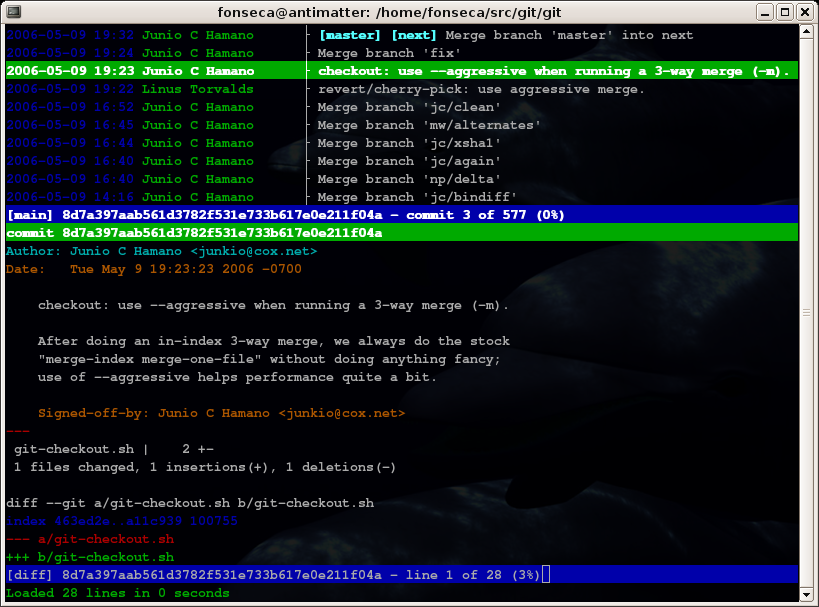 fonseca@antimatter: /home/fonseca/src/git/git
2006-05-09 19:32 Junio C Hamano [master] [next] Merge branch 'master' into next
2006-05-09 19:24 Junio C Hamano Merge branch 'fix'
2006-05-09 19:23 Junio C Hamano checkout: use --aggressive when running a 3-way merge (-m).
2006-05-09 19:22 Linus Torvalds revert/cherry-pick: use aggressive merge.
2006-05-09 16:52 Junio C Hamano Merge branch 'jc/clean'
2006-05-09 16:45 Junio C Hamano Merge branch 'mw/alternates'
2006-05-09 16:44 Junio C Hamano Merge branch 'jc/xsha1'
2006-05-09 16:40 Junio C Hamano Merge branch 'jc/again'
2006-05-09 16:40 Junio C Hamano Merge branch 'np/delta'
2006-05-09 14:16 Junio C Hamano Merge branch 'jc/bindiff'
[main] 8d7a397aab561d3782f531e733b617e0e211f04a - commit 3 of 577 (0%)
commit 8d7a397aab561d3782f531e733b617e0e211f04a
Author: Junio C Hamano <junkio@cox.net>
Date:   Tue May 9 19:23:23 2006 -0700
checkout: use --aggressive when running a 3-way merge (-m).
After doing an in-index 3-way merge, we always do the stock
"merge-index merge-one-file" without doing anything fancy;
use of --aggressive helps performance quite a bit.
Signed-off-by: Junio C Hamano <junkio@cox.net>
---
git-checkout.sh |    2 +-
1 files changed, 1 insertions(+), 1 deletions(-)
diff --git a/git-checkout.sh b/git-checkout.sh
index 463ed2e..a11c939 100755
--- a/git-checkout.sh
+++ b/git-checkout.sh
[diff] 8d7a397aab561d3782f531e733b617e0e211f04a - line 1 of 28 (3%)
Loaded 28 lines in 0 seconds